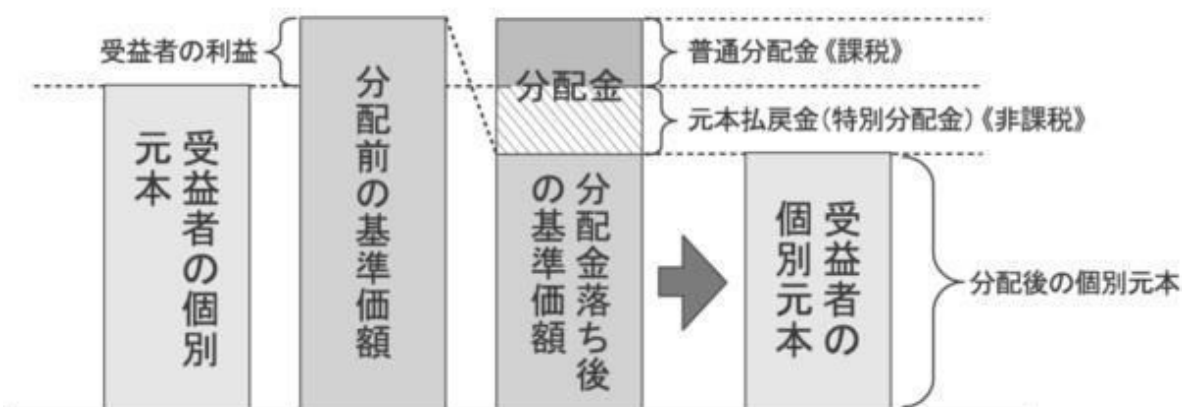 受益者の利益
受益者の個別
元本
分配前の基準価額
分配金
分配金落ち後
の基準価額
普通分配金《課税》
元本払戻金(特別分配金)《非課税》
受益者の
個別元本
分配後の個別元本